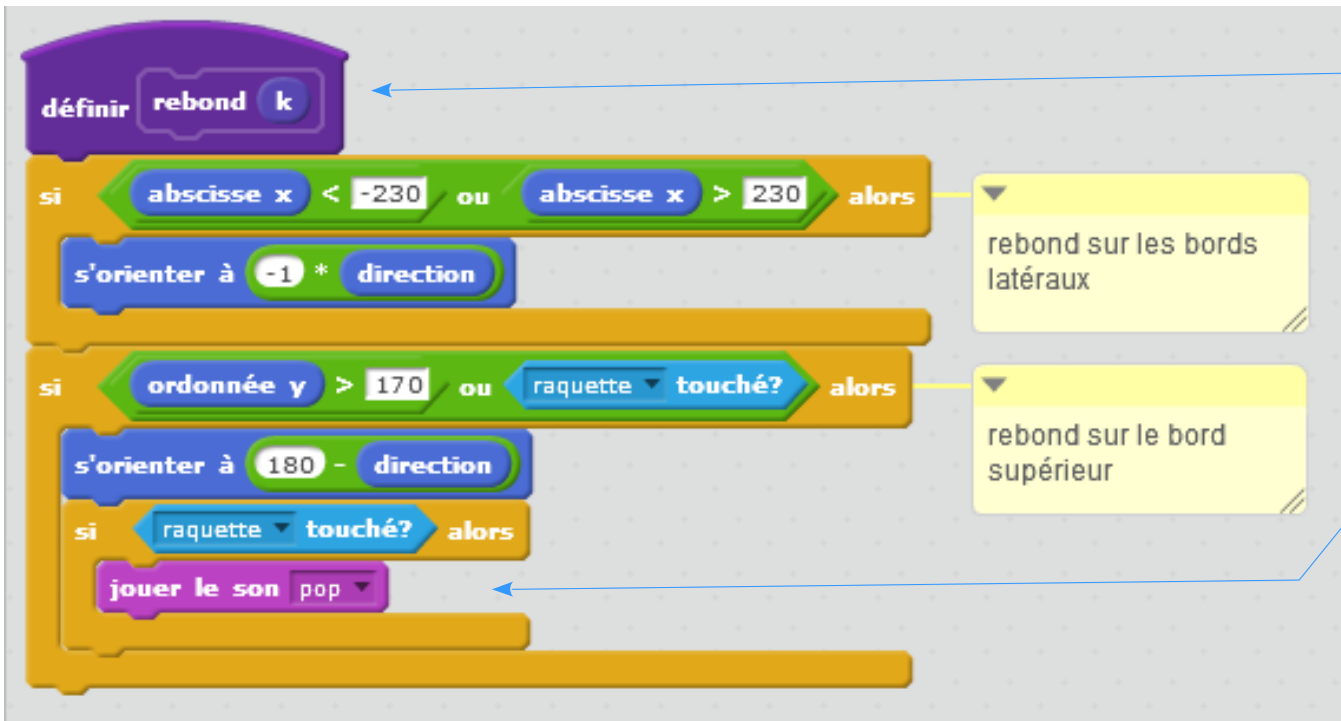 définir rebond k
si abscisse x < -230 ou abscisse x > 230 alors
rebond sur les bords
latéraux
s'orienter à -1 * direction
si ordonnée y > 170 ou raquette touché? alors
rebond sur le bord
supérieur
s'orienter à 180 - direction
si raquette touché? alors
jouer le son pop